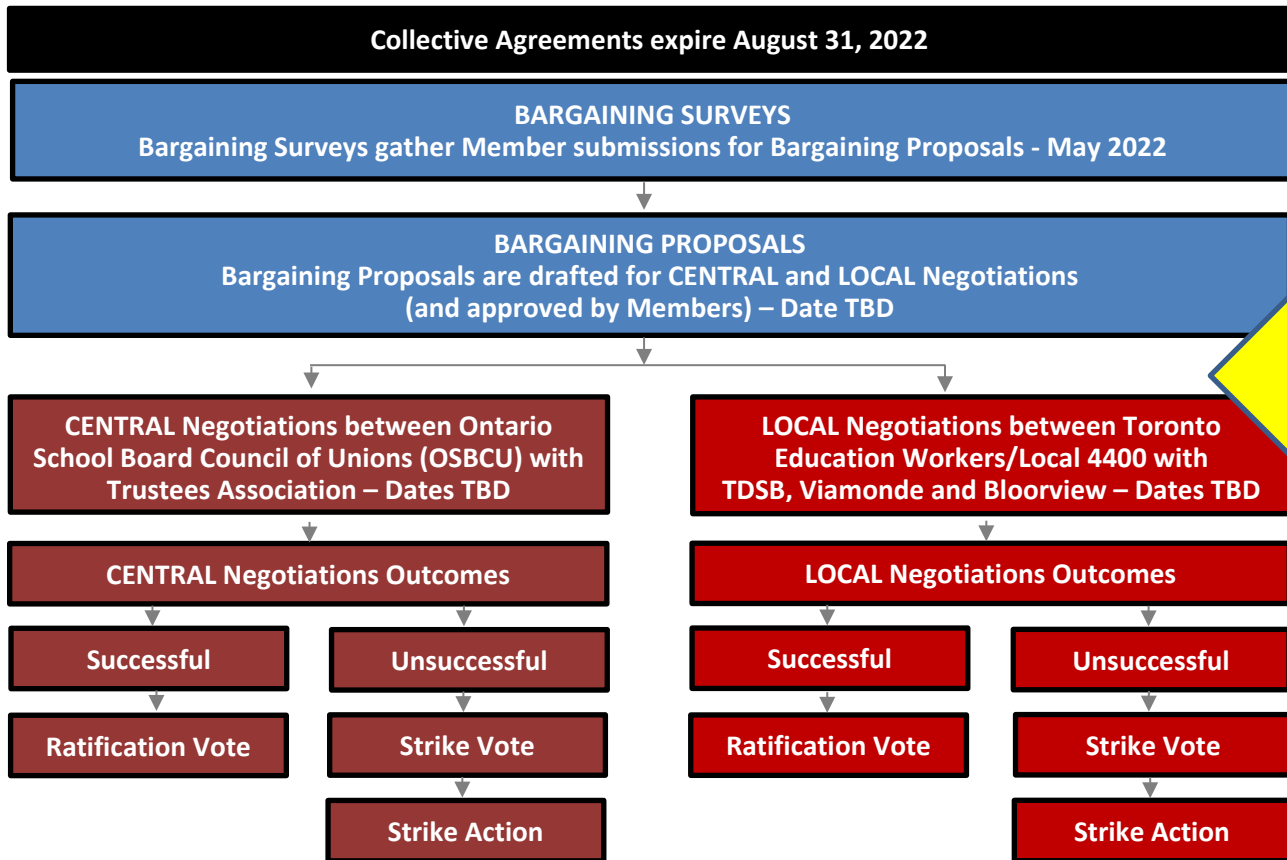 Collective Agreements expire August 31, 2022
BARGAINING SURVEYS
Bargaining Surveys gather Member submissions for Bargaining Proposals - May 2022
BARGAINING PROPOSALS
Bargaining Proposals are drafted for CENTRAL and LOCAL Negotiations
(and approved by Members) – Date TBD
CENTRAL Negotiations between Ontario
School Board Council of Unions (OSBCU) with
Trustees Association – Dates TBD
LOCAL Negotiations between Toronto
Education Workers/Local 4400 with
TDSB, Viamonde and Bloorview – Dates TBD
CENTRAL Negotiations Outcomes
LOCAL Negotiations Outcomes
Successful
Unsuccessful
Successful
Unsuccessful
Ratification Vote
Strike Vote
Ratification Vote
Strike Vote
Strike Action
Strike Action